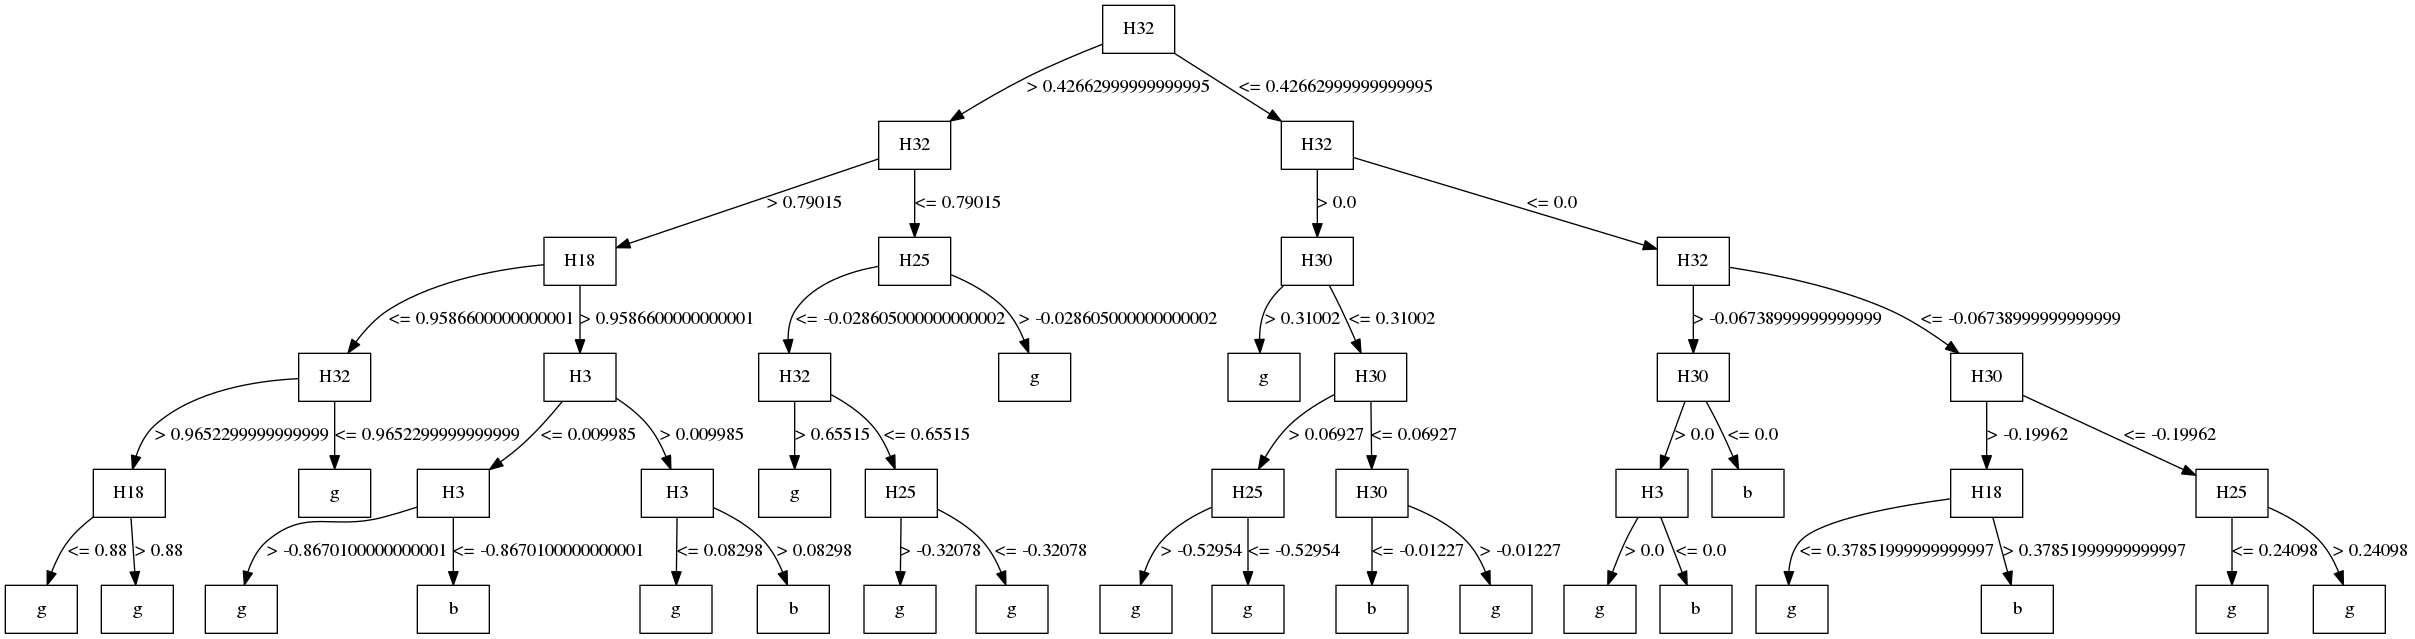 H32
> 0.42662999999999995 <= 0.42662999999999995
H32 H32
> 0.79015 <= 0.79015 > 0.0 <= 0.0
H18 H25 H30 H32
<= 0.9586600000000001 > 0.9586600000000001 <= -0.028605000000000002 > -0.028605000000000002 > 0.31002 <= 0.31002 > -0.06738999999999999 <= -0.06738999999999999
H32 H3 H32 g g H30 H30 H30
> 0.9652299999999999 <= 0.9652299999999999 <= 0.009985 > 0.009985 > 0.65515 <= 0.65515 > 0.06927 <= 0.06927 > 0.0 <= 0.0 > -0.19962 <= -0.19962
H18 g H3 H3 g H25 H25 H30 H3 b H18 H25
<= 0.88 > 0.88 > -0.8670100000000001 <= -0.8670100000000001 <= 0.08298 > 0.08298 > -0.32078 <= -0.32078 > -0.52954 <= -0.52954 <= -0.01227 > -0.01227 > 0.0 <= 0.0 <= 0.37851999999999997 > 0.37851999999999997 <= 0.24098 > 0.24098
g g g b g b g g g g b g g b g b g g